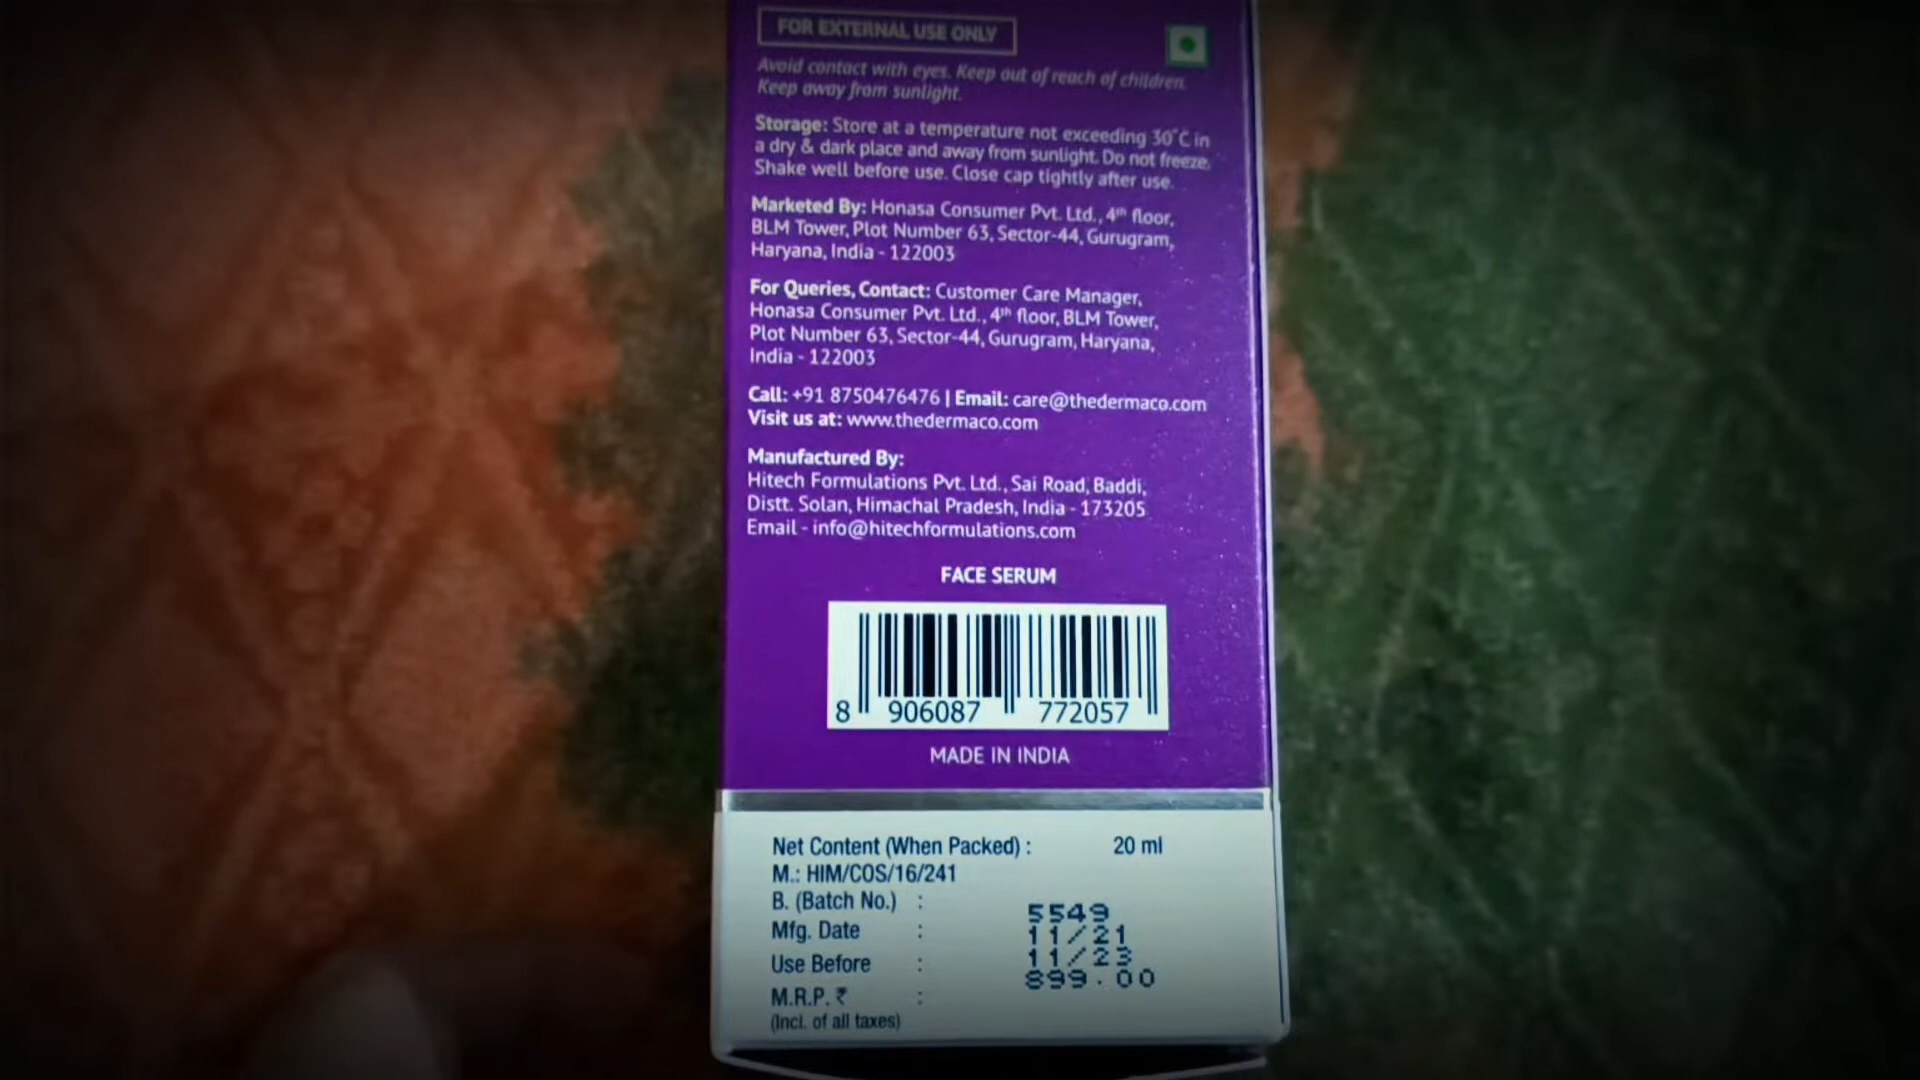 FOR EXTERNAL USE ONLY
Avoid contact with eyes. Keep out of reach of children.
Keep away from sunlight.
Storage: Store at a temperature not exceeding 30°C in
a dry & dark place and away from sunlight. Do not freeze.
Shake well before use. Close cap tightly after use.
Marketed By: Honasa Consumer Pvt. Ltd., 4th floor,
BLM Tower, Plot Number 63, Sector-44, Gurugram,
Haryana, India - 122003
For Queries, Contact: Customer Care Manager,
Honasa Consumer Pvt. Ltd., 4th floor, BLM Tower,
Plot Number 63, Sector-44, Gurugram, Haryana,
India - 122003
Call: +91 8750476476 | Email: care@thedermaco.com
Visit us at: www.thedermaco.com
Manufactured By:
Hitech Formulations Pvt. Ltd., Sai Road, Baddi,
Distt. Solan, Himachal Pradesh, India - 173205
Email - info@hitechformulations.com
FACE SERUM
8 906087 772057
MADE IN INDIA
Net Content (When Packed) : 20 ml
M.: HIM/COS/16/241
B. (Batch No.) : 5549
Mfg. Date : 11/21
Use Before : 11/23
M.R.P. ₹ : 899.00
(Incl. of all taxes)